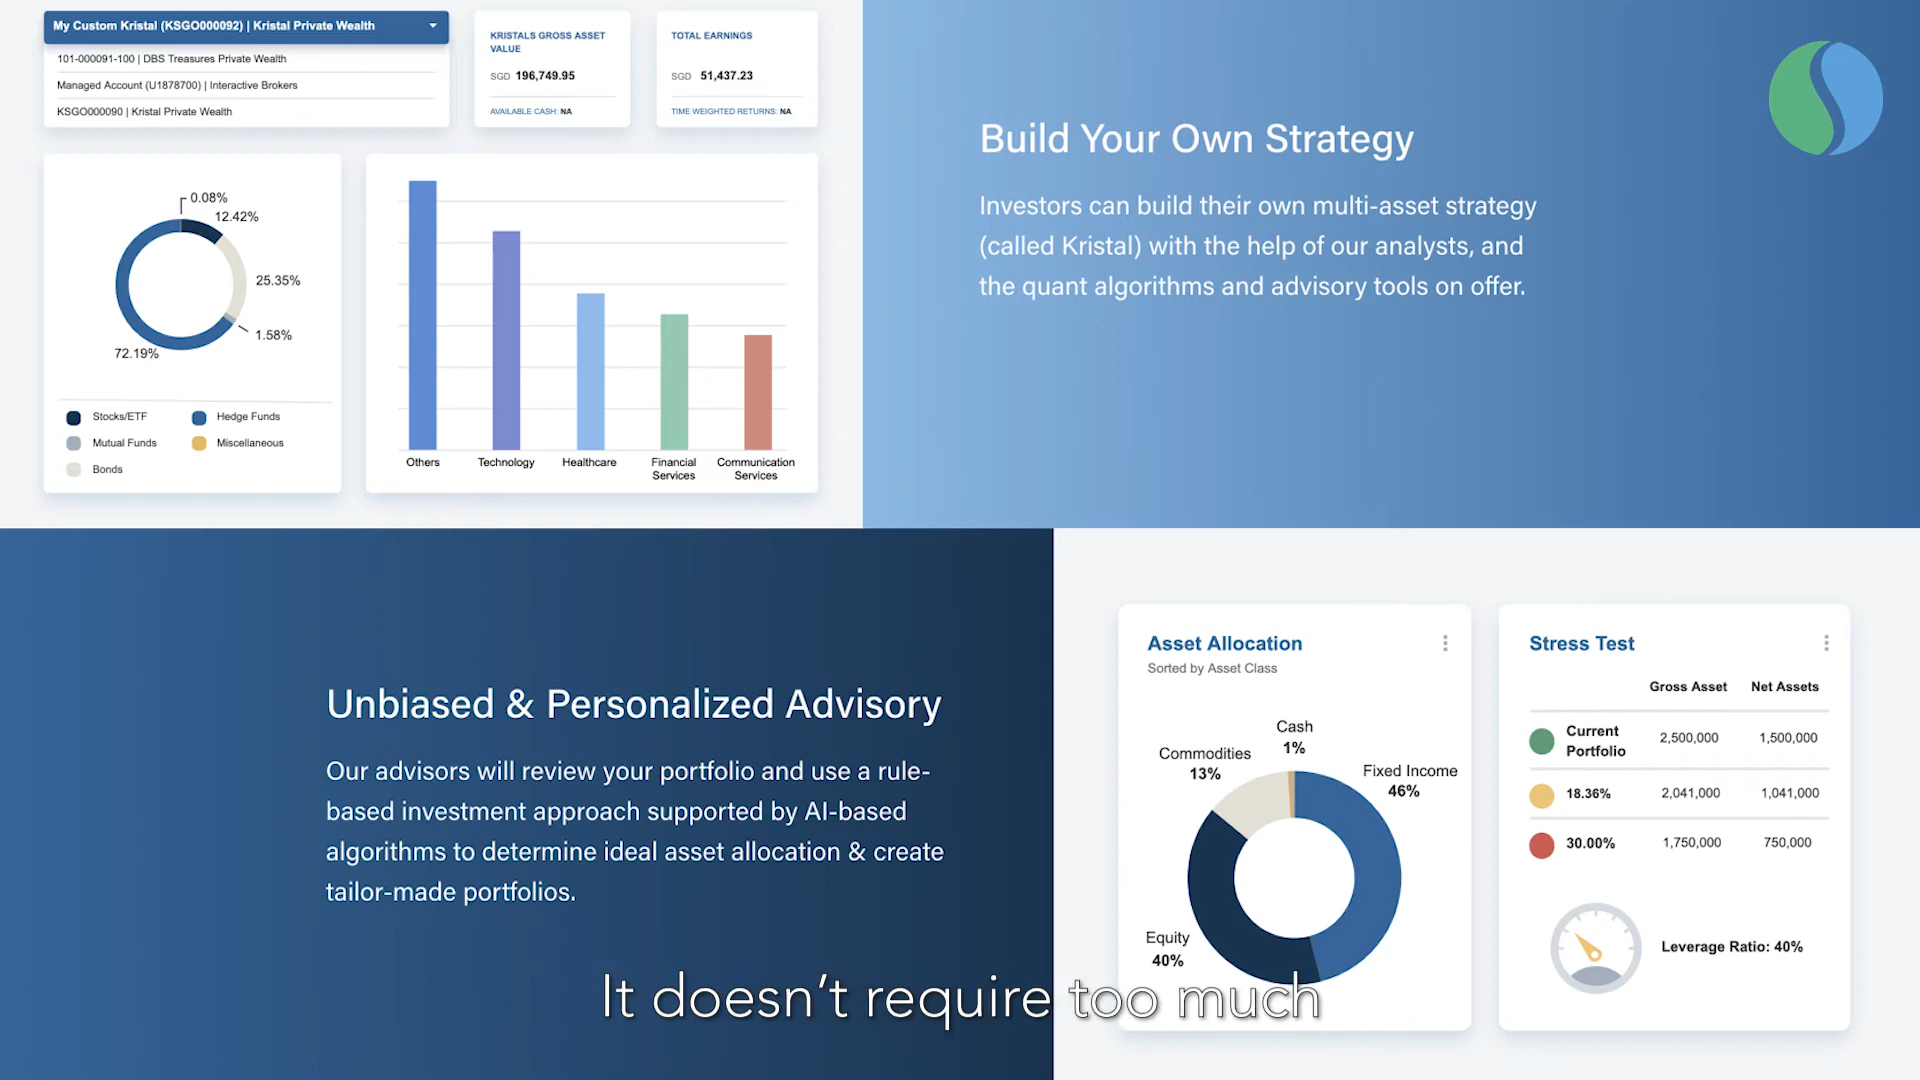 My Custom Kristal (KSGO000092) | Kristal Private Wealth
101-000091-100 | DBS Treasures Private Wealth
Managed Account (U1878700) | Interactive Brokers
KSGO000090 | Kristal Private Wealth
KRISTALS GROSS ASSET
VALUE
SGD 196,749.95
AVAILABLE CASH: NA
TOTAL EARNINGS
SGD 51,437.23
TIME WEIGHTED RETURNS: NA
0.08%
12.42%
25.35%
1.58%
72.19%
Stocks/ETF
Hedge Funds
Mutual Funds
Miscellaneous
Bonds
Others
Technology
Healthcare
Financial
Services
Communication
Services
Build Your Own Strategy
Investors can build their own multi-asset strategy
(called Kristal) with the help of our analysts, and
the quant algorithms and advisory tools on offer.
Unbiased & Personalized Advisory
Our advisors will review your portfolio and use a rule-
based investment approach supported by AI-based
algorithms to determine ideal asset allocation & create
tailor-made portfolios.
Asset Allocation
Sorted by Asset Class
Cash
1%
Commodities
13%
Fixed Income
46%
Equity
40%
Stress Test
Gross Asset Net Assets
Current
Portfolio
2,500,000 1,500,000
18.36% 2,041,000 1,041,000
30.00% 1,750,000 750,000
Leverage Ratio: 40%
It doesn't require too much